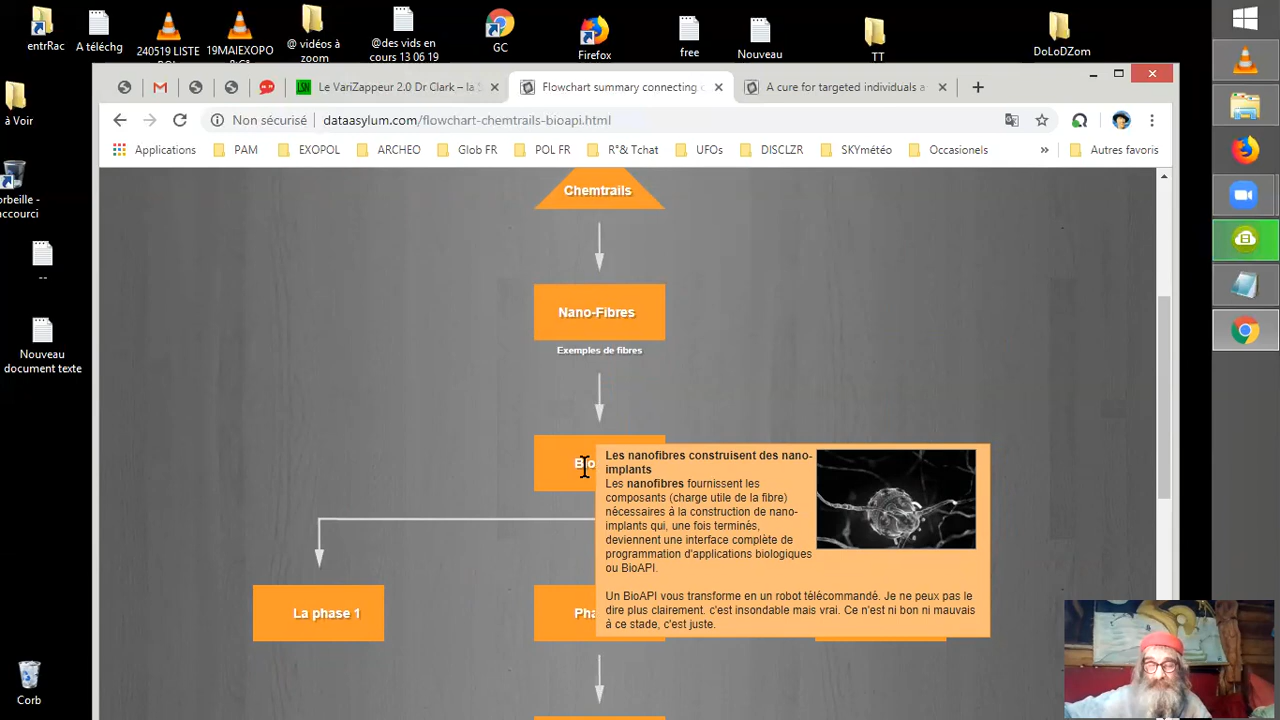 entrRac
A téléchg
240519 LISTE
19MAIEXOPO
@ vidéos à
zoom
@des vids en
cours 13 06 19
GC
Firefox
free
Nouveau
TT
DoLoDZom
à Voir
orbeille -
ccourci
--
Nouveau
document texte
Corb
Le VariZappeur 2.0 Dr Clark – la
Flowchart summary connecting
A cure for targeted individuals a
Non sécurisé
dataasylum.com/flowchart-chemtrails-bioapi.html
Applications
PAM
EXOPOL
ARCHEO
Glob FR
POL FR
R°& Tchat
UFOs
DISCLZR
SKYmétéo
Occasionels
»
Autres favoris
Chemtrails
Nano-Fibres
Exemples de fibres
Bio
Les nanofibres construisent des nano-
implants
Les nanofibres fournissent les
composants (charge utile de la fibre)
nécessaires à la construction de nano-
implants qui, une fois terminés,
deviennent une interface complète de
programmation d'applications biologiques
ou BioAPI.
Un BioAPI vous transforme en un robot télécommandé. Je ne peux pas le
dire plus clairement. c'est insondable mais vrai. Ce n'est ni bon ni mauvais
à ce stade, c'est juste.
La phase 1
Pha